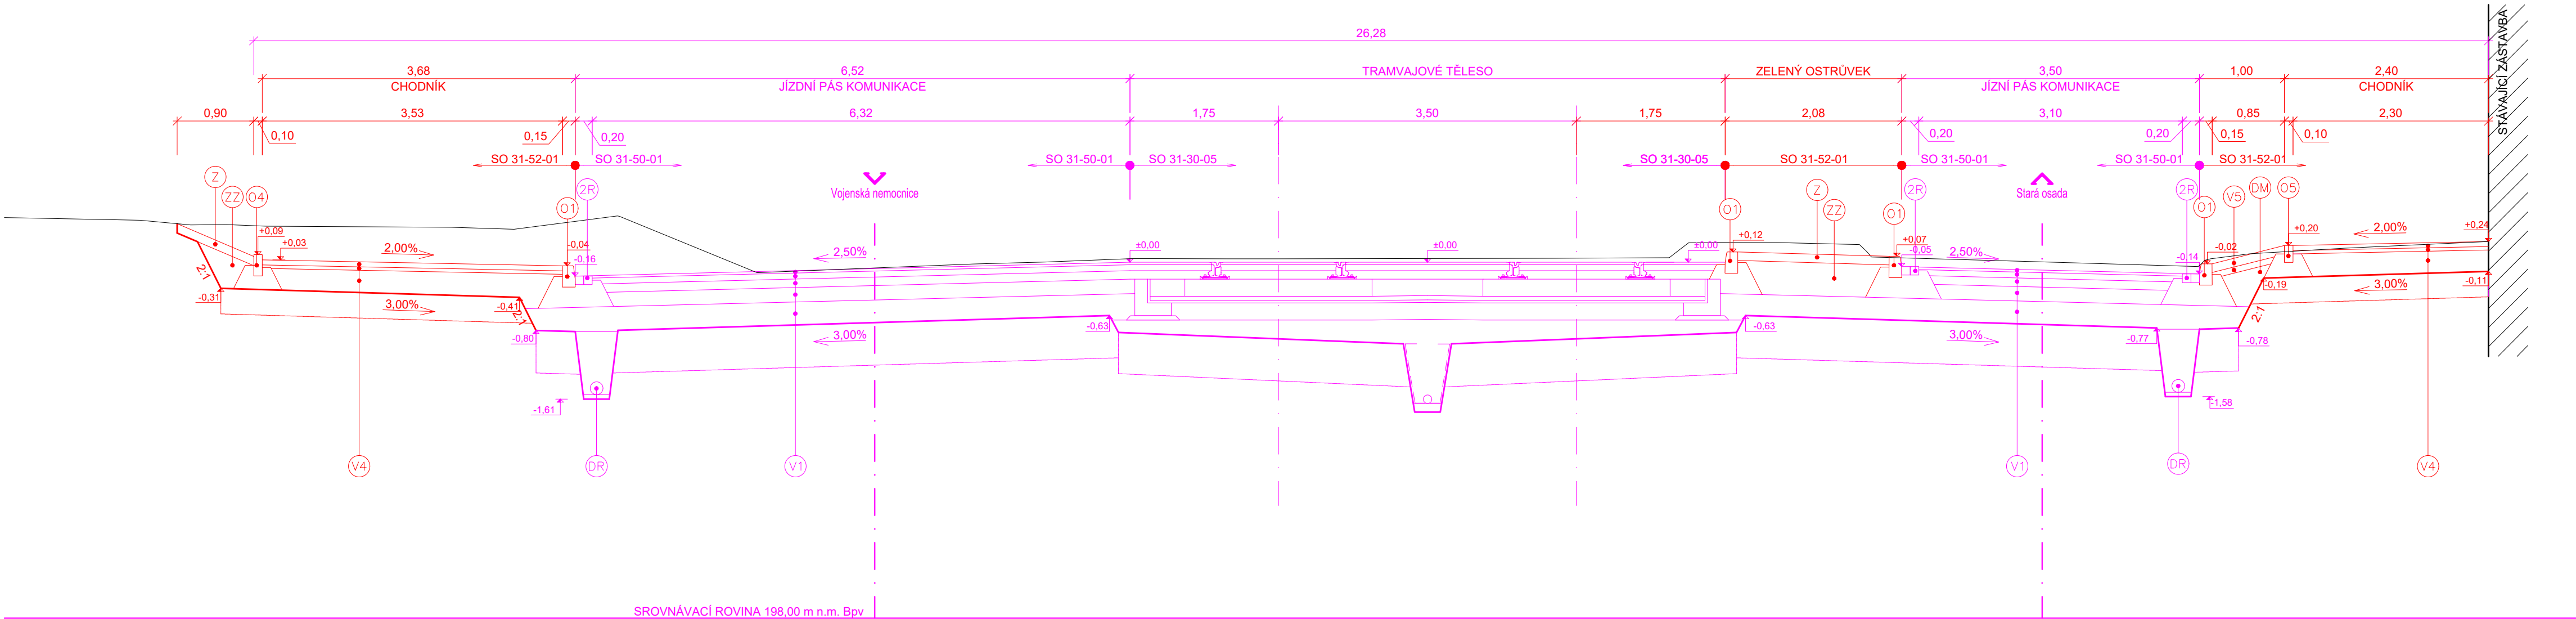 26,28
STÁVAJÍCÍ ZÁSTAVBA
3,68
CHODNÍK
6,52
JÍZDNÍ PÁS KOMUNIKACE
TRAMVAJOVÉ TĚLESO
ZELENÝ OSTRŮVEK
3,50
JÍZNÍ PÁS KOMUNIKACE
1,00
2,40
CHODNÍK
0,90
3,53
6,32
1,75
3,50
1,75
2,08
3,10
0,85
2,30
0,10
0,15
0,20
0,20
0,20
0,15
0,10
SO 31-52-01
SO 31-50-01
SO 31-50-01
SO 31-30-05
SO 31-30-05
SO 31-52-01
SO 31-50-01
SO 31-50-01
SO 31-52-01
Z
ZZ
O4
O1
2R
Vojenská nemocnice
O1
Z
ZZ
O1
2R
Stará osada
2R
O1
V5
DM
O5
+0,09
+0,03
2,00%
-0,04
-0,16
2,50%
±0,00
±0,00
±0,00
+0,12
+0,07
-0,05
2,50%
-0,14
-0,02
+0,20
2,00%
+0,24
2:1
-0,31
3,00%
-0,41
2:1
-0,80
3,00%
-0,63
-0,63
3,00%
-0,77
-0,78
2:1
-0,19
3,00%
-0,11
-1,61
-1,58
V4
DR
V1
V1
DR
V4
SROVNÁVACÍ ROVINA 198,00 m n.m. Bpv